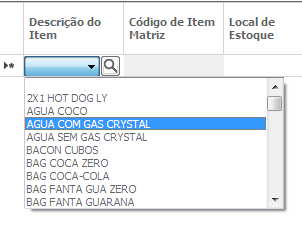 Descrição do Item
Código de Item Matriz
Local de Estoque
2X1 HOT DOG LY
AGUA COCO
AGUA COM GAS CRYSTAL
AGUA SEM GAS CRYSTAL
BACON CUBOS
BAG COCA ZERO
BAG COCA-COLA
BAG FANTA GUA ZERO
BAG FANTA GUARANA